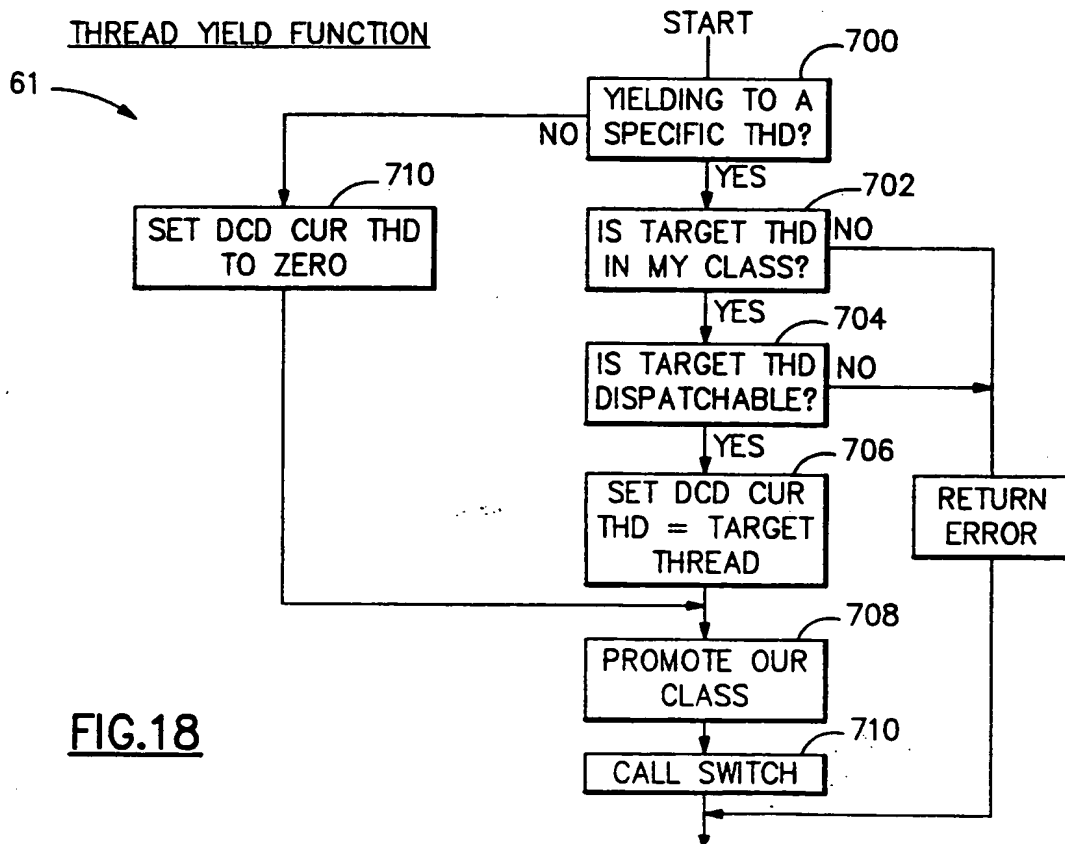 THREAD YIELD FUNCTION
61
START
700
YIELDING TO A
SPECIFIC THD?
NO
YES
710
SET DCD CUR THD
TO ZERO
702
IS TARGET THD
IN MY CLASS?
NO
YES
704
IS TARGET THD
DISPATCHABLE?
NO
YES
706
SET DCD CUR
THD = TARGET
THREAD
RETURN
ERROR
708
PROMOTE OUR
CLASS
710
CALL SWITCH
FIG.18